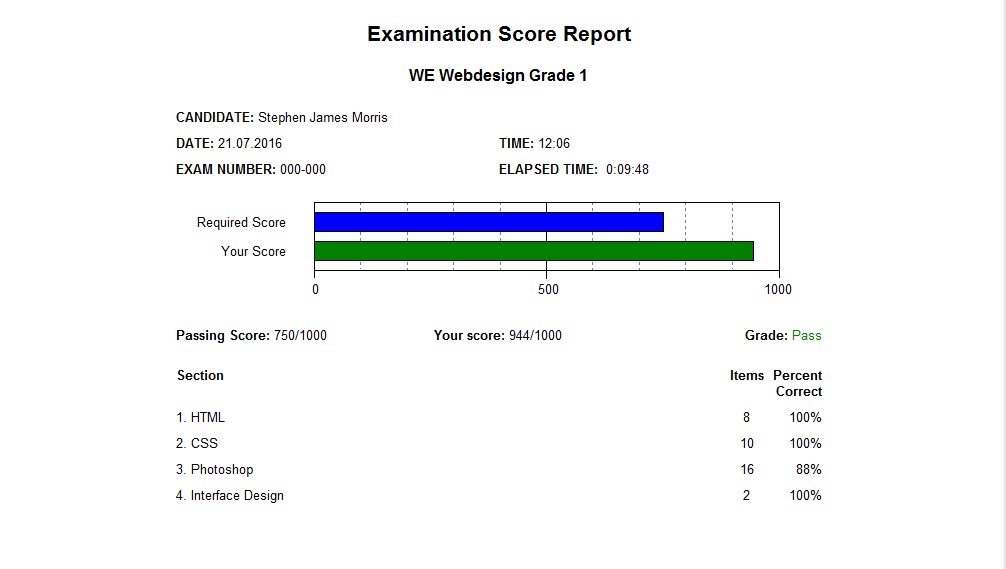 Examination Score Report
WE Webdesign Grade 1
CANDIDATE: Stephen James Morris
DATE: 21.07.2016 TIME: 12:06
EXAM NUMBER: 000-000 ELAPSED TIME: 0:09:48
Required Score
Your Score
0 500 1000
Passing Score: 750/1000 Your score: 944/1000 Grade: Pass
Section Items Percent
Correct
1. HTML 8 100%
2. CSS 10 100%
3. Photoshop 16 88%
4. Interface Design 2 100%